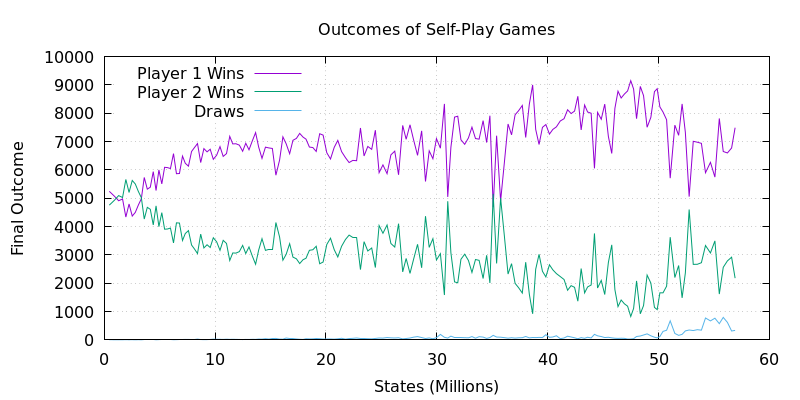 Outcomes of Self-Play Games
10000
9000
8000
7000
6000
5000
4000
3000
2000
1000
0
Final Outcome
Player 1 Wins
Player 2 Wins
Draws
0 10 20 30 40 50 60
States (Millions)